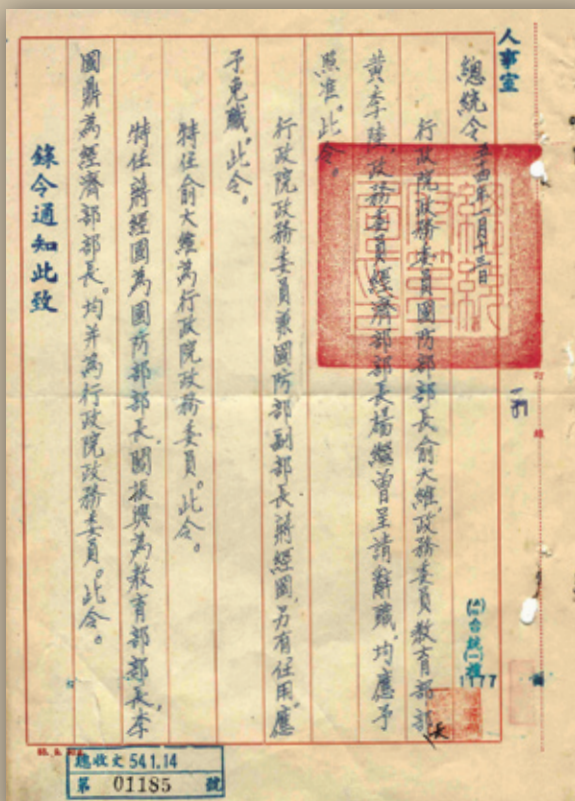 人事室
總統令 五十四年一月十三日
行政院政務委員國防部部長俞大維，政務委員教育部部長
黃季陸，政務委員經濟部部長楊繼曾呈請辭職，均應予
照准。此令。
行政院政務委員兼國防部副部長蔣經國，另有任用，應
予免職。此令。
特任俞大維為行政院政務委員。此令。
特任蔣經國為國防部部長，閻振興為教育部部長，李
國鼎為經濟部部長。均并為行政院政務委員。此令。
錄令通知此致
台統(一)
1177 號
總收文 54.1.14
第 01185 號